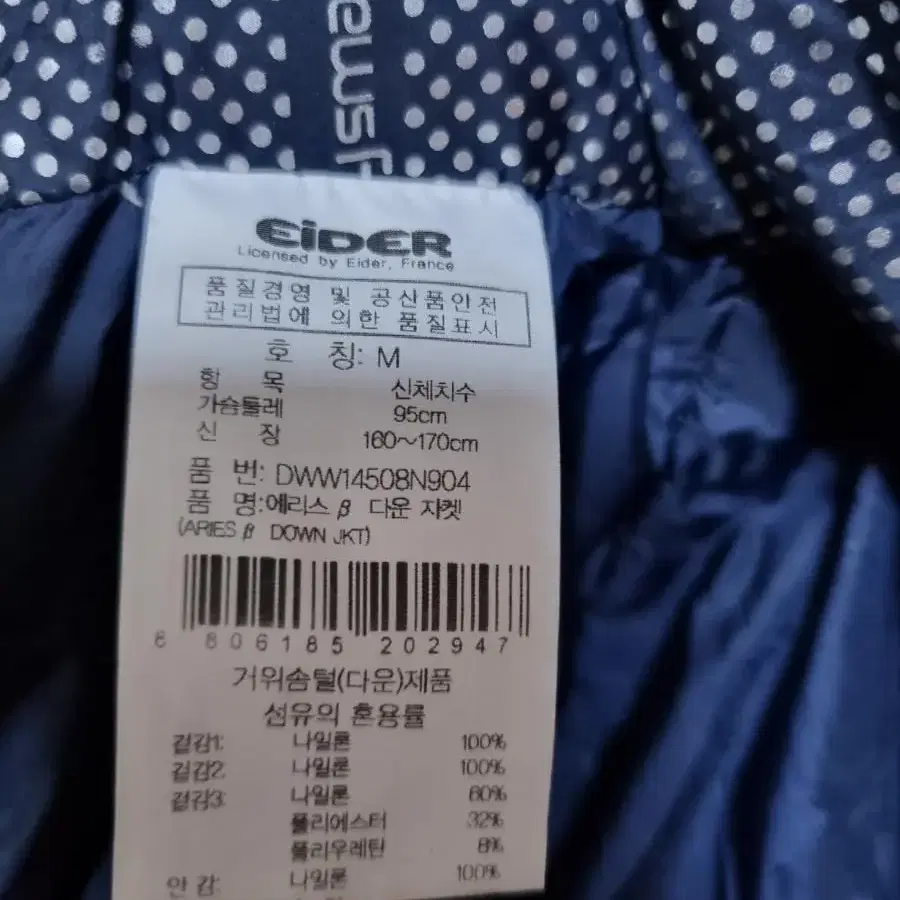 ewsf
EiDER
Licensed by Eider, France
품질경영 및 공산품안전
관리법에 의한 품질표시
호 칭: M
항 목 신체치수
가슴둘레 95cm
신 장 160~170cm
품 번: DWW14508N904
품 명:에리스 β 다운 자켓
(ARIES β DOWN JKT)
8 806185 202947
거위솜털(다운)제품
섬유의 혼용률
겉감1: 나일론 100%
겉감2: 나일론 100%
겉감3: 나일론 60%
폴리에스터 32%
폴리우레탄 8%
안 감: 나일론 100%